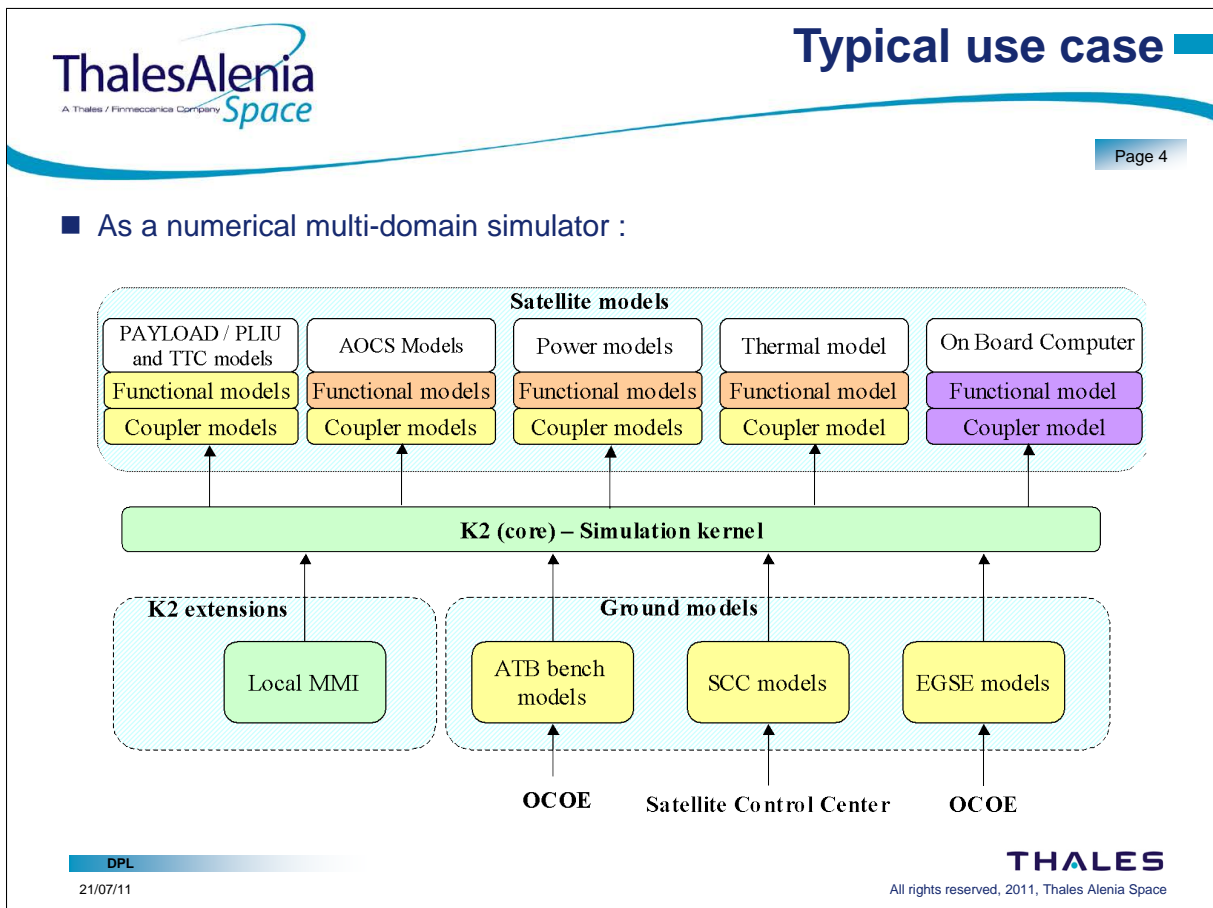 Typical use case
ThalesAlenia
A Thales / Finmeccanica Company
Space
Page 4
As a numerical multi-domain simulator :
Satellite models
PAYLOAD / PLIU
and TTC models
Functional models
Coupler models
AOCS Models
Functional models
Coupler models
Power models
Functional models
Coupler models
Thermal model
Functional model
Coupler model
On Board Computer
Functional model
Coupler model
K2 (core) – Simulation kernel
K2 extensions
Local MMI
Ground models
ATB bench
models
SCC models
EGSE models
OCOE
Satellite Control Center
OCOE
DPL
21/07/11
THALES
All rights reserved, 2011, Thales Alenia Space